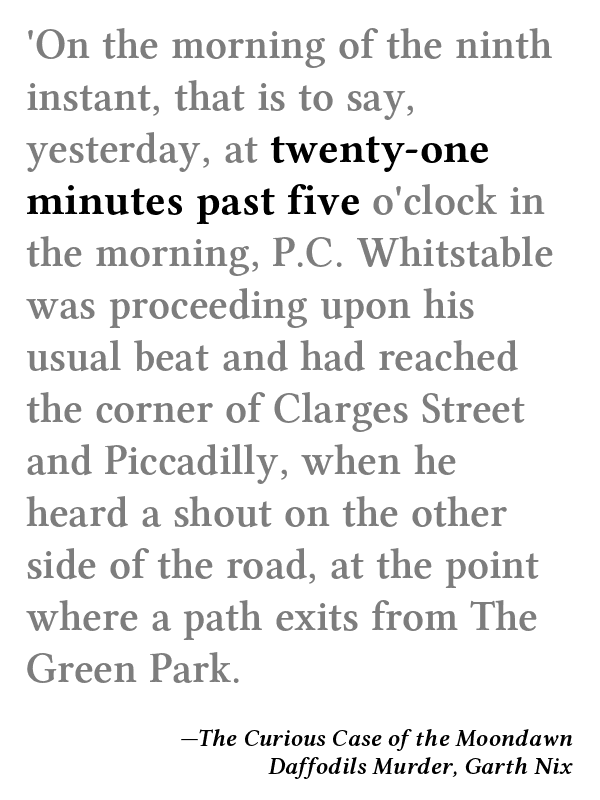 'On the morning of the ninth
instant, that is to say,
yesterday, at twenty-one
minutes past five o'clock in
the morning, P.C. Whitstable
was proceeding upon his
usual beat and had reached
the corner of Clarges Street
and Piccadilly, when he
heard a shout on the other
side of the road, at the point
where a path exits from The
Green Park.
—The Curious Case of the Moondawn
Daffodils Murder, Garth Nix